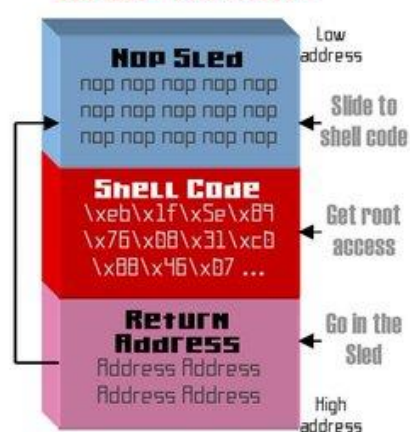 Low
address
Nop Sled
nop nop nop nop nop
nop nop nop nop nop
nop nop nop nop nop
Slide to
shell code
Shell Code
\xeb\x1f\x5e\x89
\x76\x08\x31\xc0
\x88\x46\x07 ...
Get root
access
Return
Address
Address Address
Address Address
Go in the
Sled
High
address